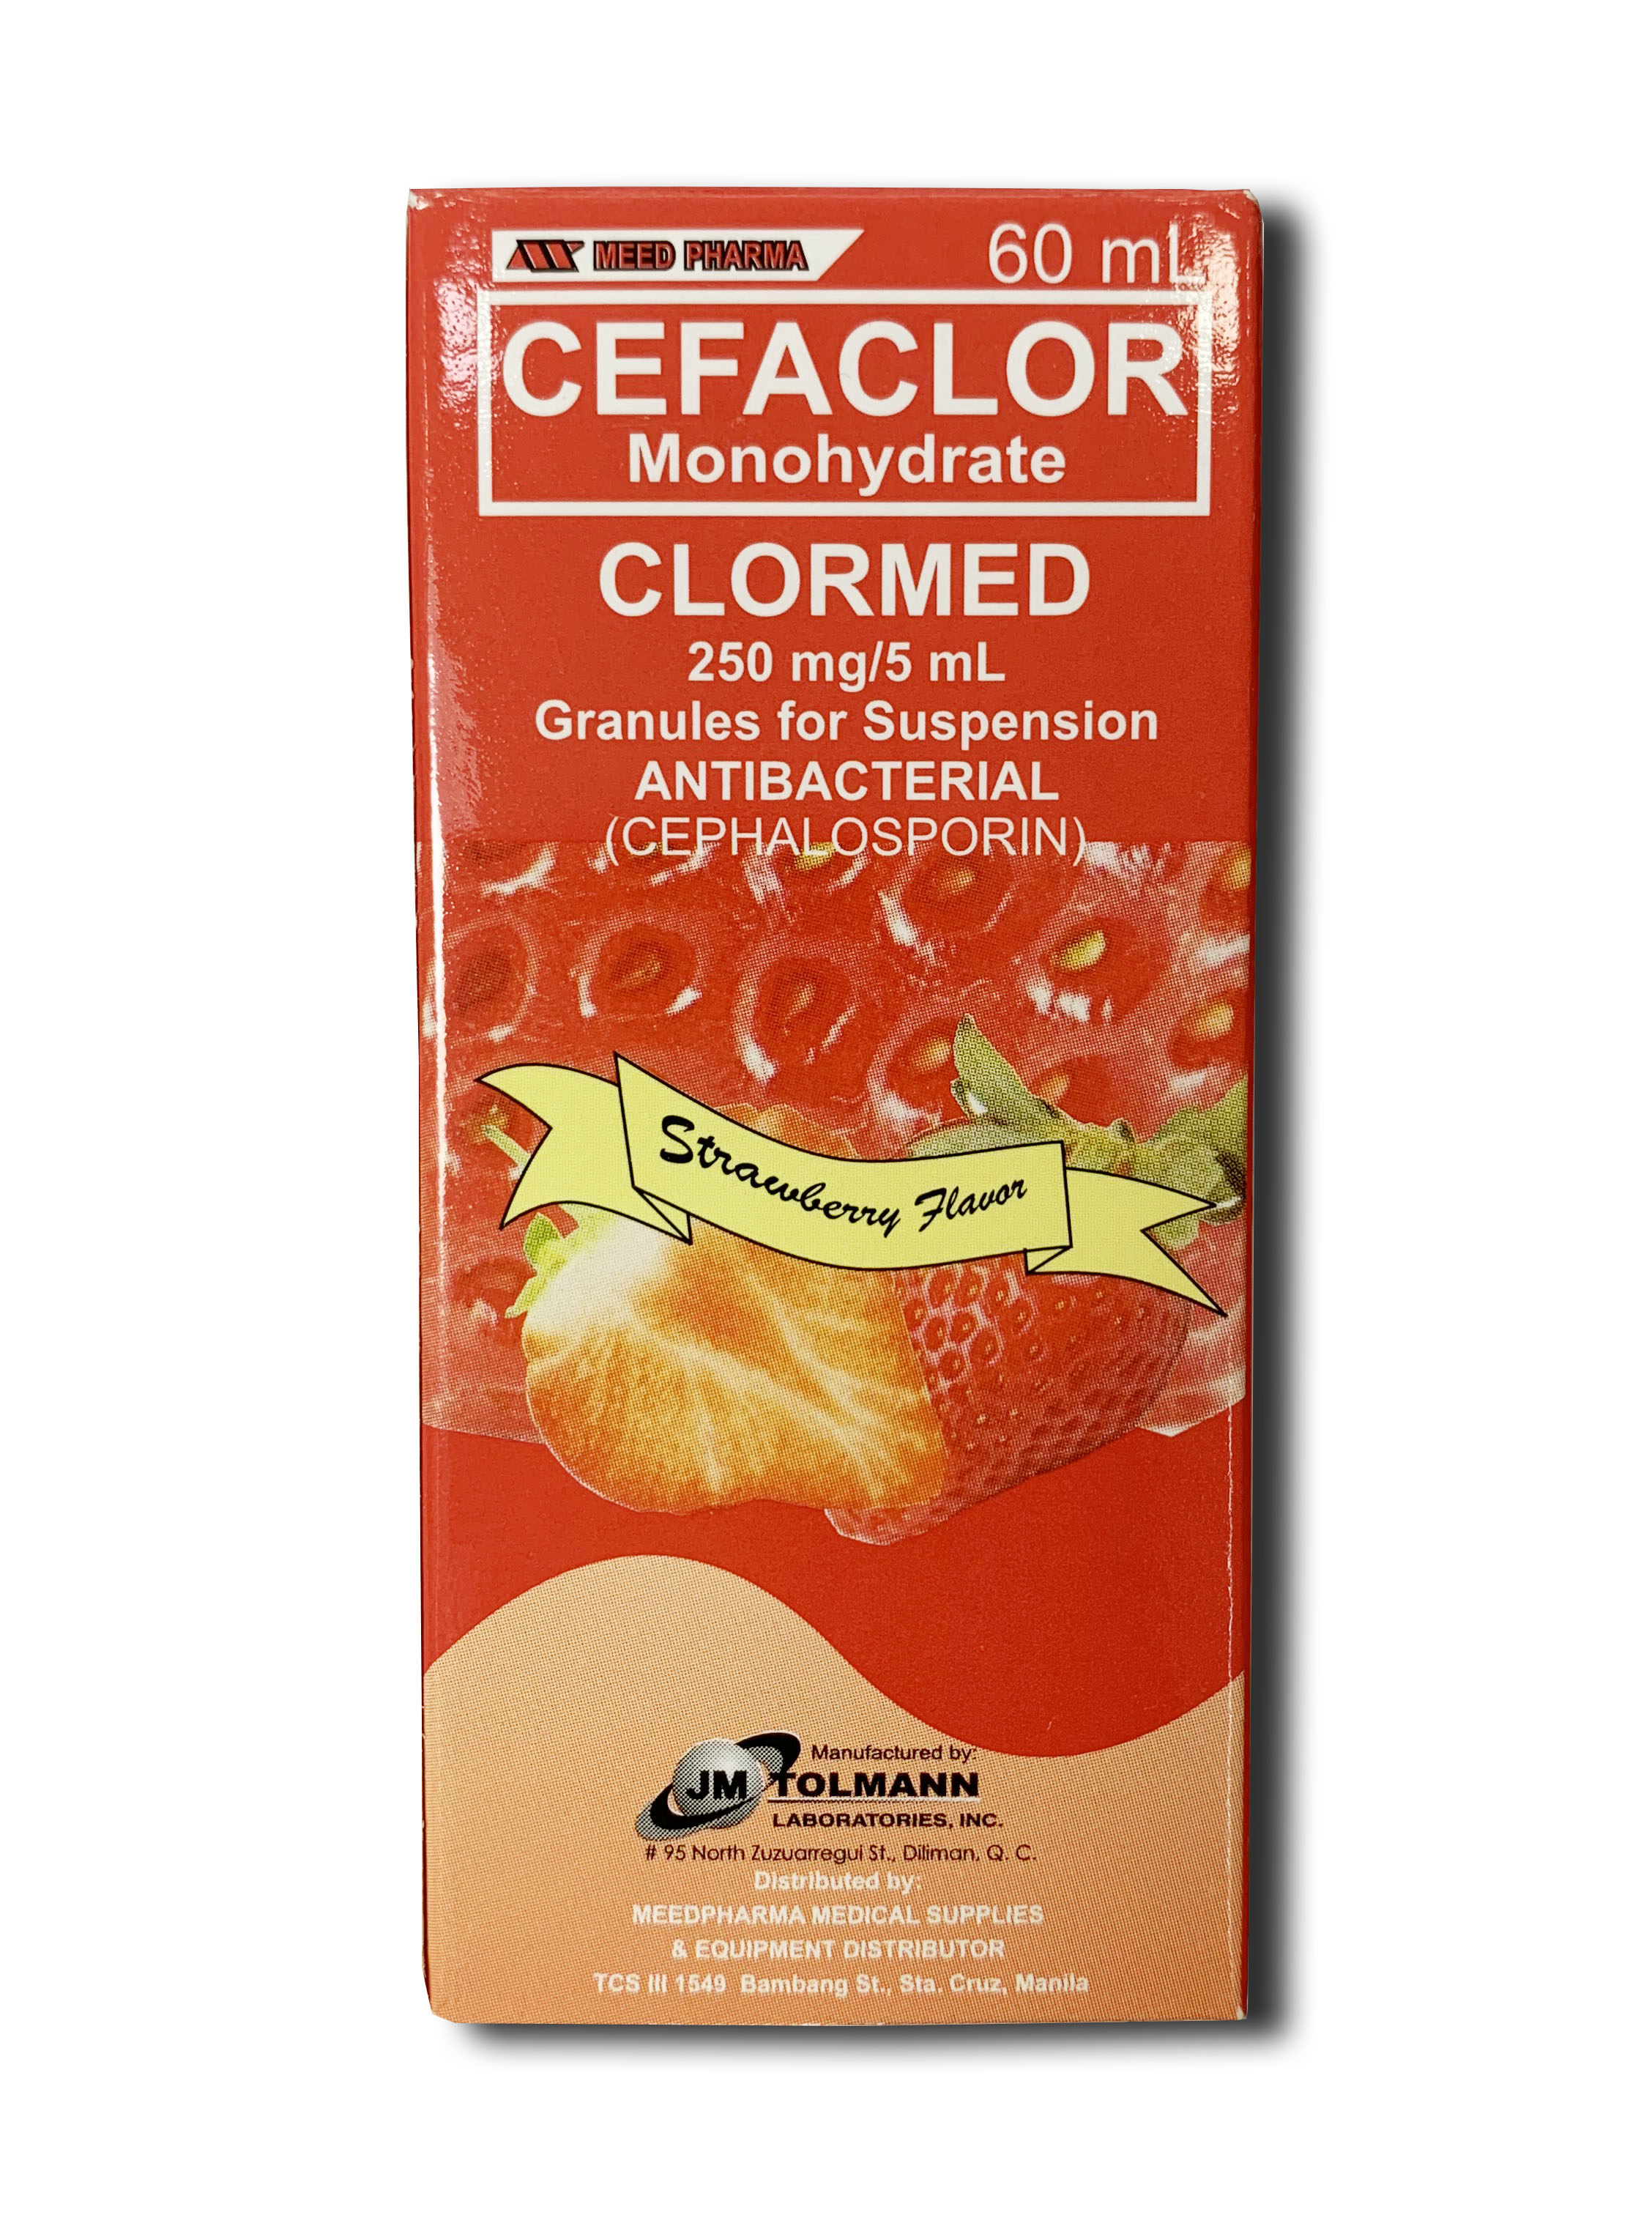 MEED PHARMA
60 mL
CEFACLOR
Monohydrate
CLORMED
250 mg/5 mL
Granules for Suspension
ANTIBACTERIAL
(CEPHALOSPORIN)
Strawberry Flavor
Manufactured by:
JM TOLMANN
LABORATORIES, INC.
# 95 North Zuzuarregui St., Diliman, Q. C.
Distributed by:
MEEDPHARMA MEDICAL SUPPLIES
& EQUIPMENT DISTRIBUTOR
TCS III 1549 Bambang St., Sta. Cruz, Manila